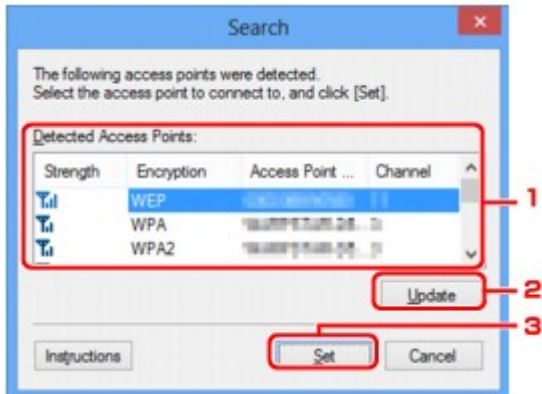 Search
The following access points were detected.
Select the access point to connect to, and click [Set].
Detected Access Points:
Strength Encryption Access Point ... Channel
WEP
WPA
WPA2
1
Update
2
3
Instructions Set Cancel